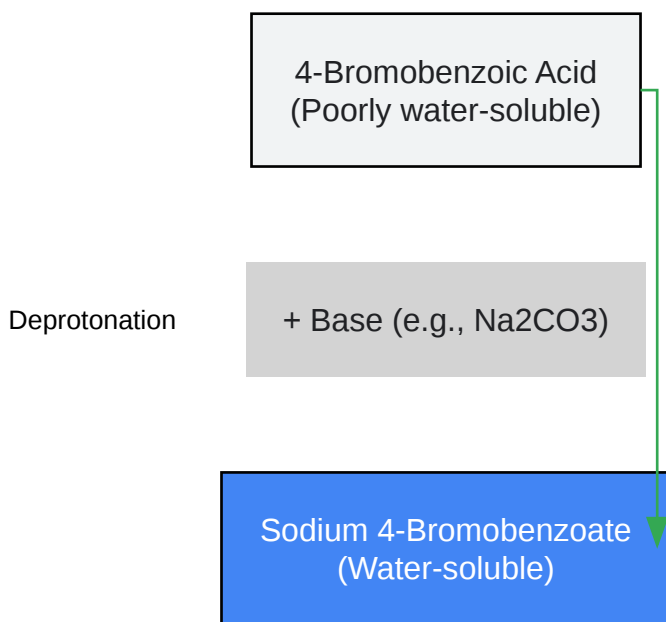 4-Bromobenzoic Acid
(Poorly water-soluble)
Deprotonation
+ Base (e.g., Na2CO3)
Sodium 4-Bromobenzoate
(Water-soluble)